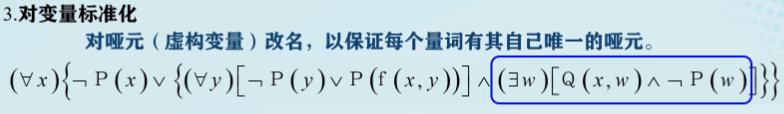 3.对变量标准化
对哑元（虚构变量）改名，以保证每个量词有其自己唯一的哑元。
(∀x){¬P(x)∨{(∀y)[¬P(y)∨P(f(x,y))]∧(∃w)[Q(x,w)∧¬P(w)]}}